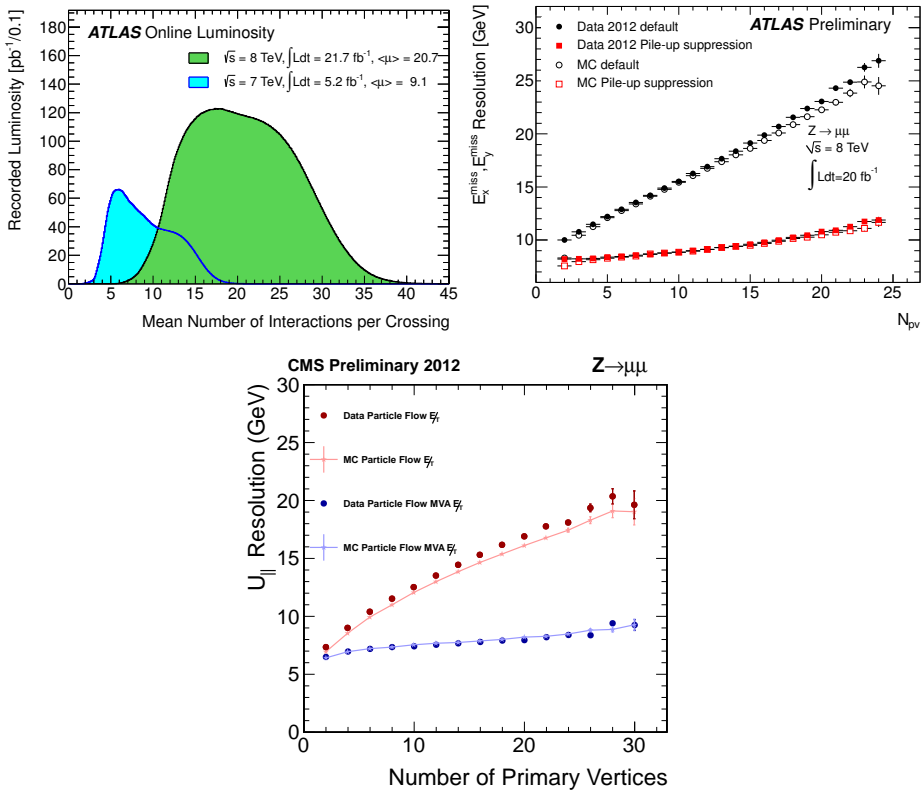 ATLAS Online Luminosity
√s = 8 TeV, ∫Ldt = 21.7 fb⁻¹, <μ> = 20.7
√s = 7 TeV, ∫Ldt = 5.2 fb⁻¹, <μ> = 9.1
Recorded Luminosity [pb⁻¹/0.1]
180
160
140
120
100
80
60
40
20
0
0 5 10 15 20 25 30 35 40 45
Mean Number of Interactions per Crossing
ATLAS Preliminary
Data 2012 default
Data 2012 Pile-up suppression
MC default
MC Pile-up suppression
Z → μμ
√s = 8 TeV
∫Ldt=20 fb⁻¹
E_x^miss,E_y^miss Resolution [GeV]
30
25
20
15
10
0 5 10 15 20 25
N_pv
CMS Preliminary 2012 Z→μμ
Data Particle Flow E̸_T
MC Particle Flow E̸_T
Data Particle Flow MVA E̸_T
MC Particle Flow MVA E̸_T
U_|| Resolution (GeV)
30
25
20
15
10
5
0
0 10 20 30
Number of Primary Vertices